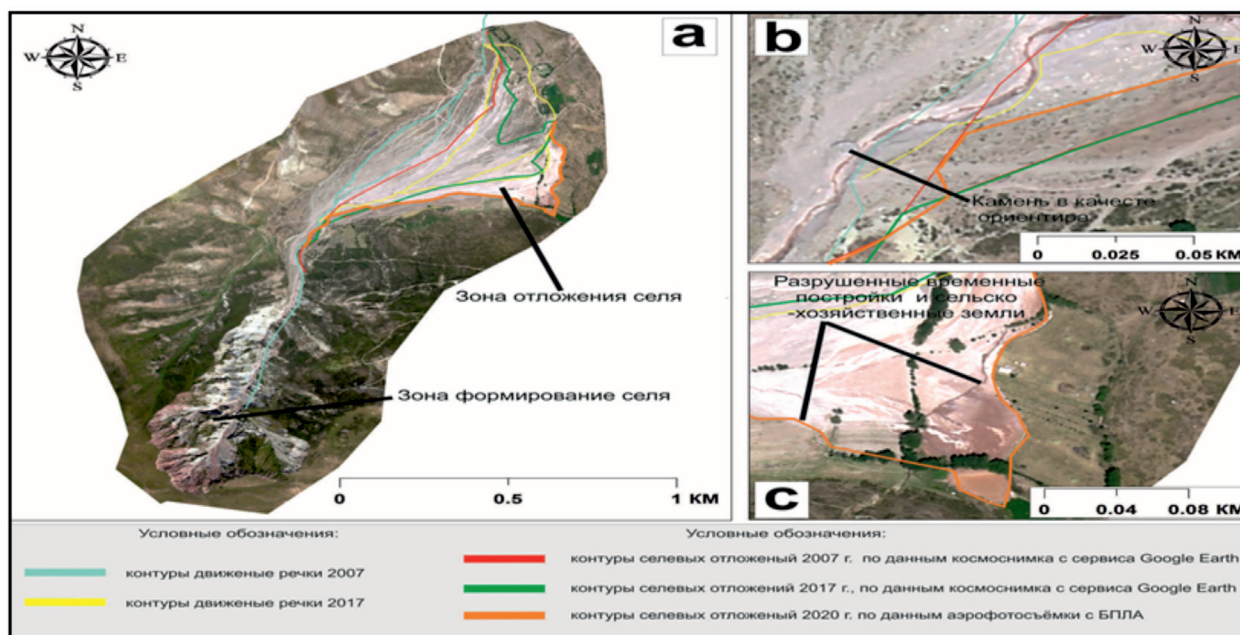 a
N
W E
S
Зона отложения селя
Зона формирование селя
0 0.5 1 КМ
b
N
W E
S
Камень в качесте
ориентира
0 0.025 0.05 КМ
Разрушенные временные
постройки и сельско
-хозяйственные земли
N
W E
S
c
0 0.04 0.08 КМ
Условные обозначения:
контуры движеные речки 2007
контуры движеные речки 2017
Условные обозначения:
контуры селевых отложеный 2007 г. по данным космоснимка с сервиса Google Earth
контуры селевых отложений 2017 г., по данным космоснимка с сервиса Google Earth
контуры селевых отложеный 2020 г. по данным аэрофотосъёмки с БПЛА